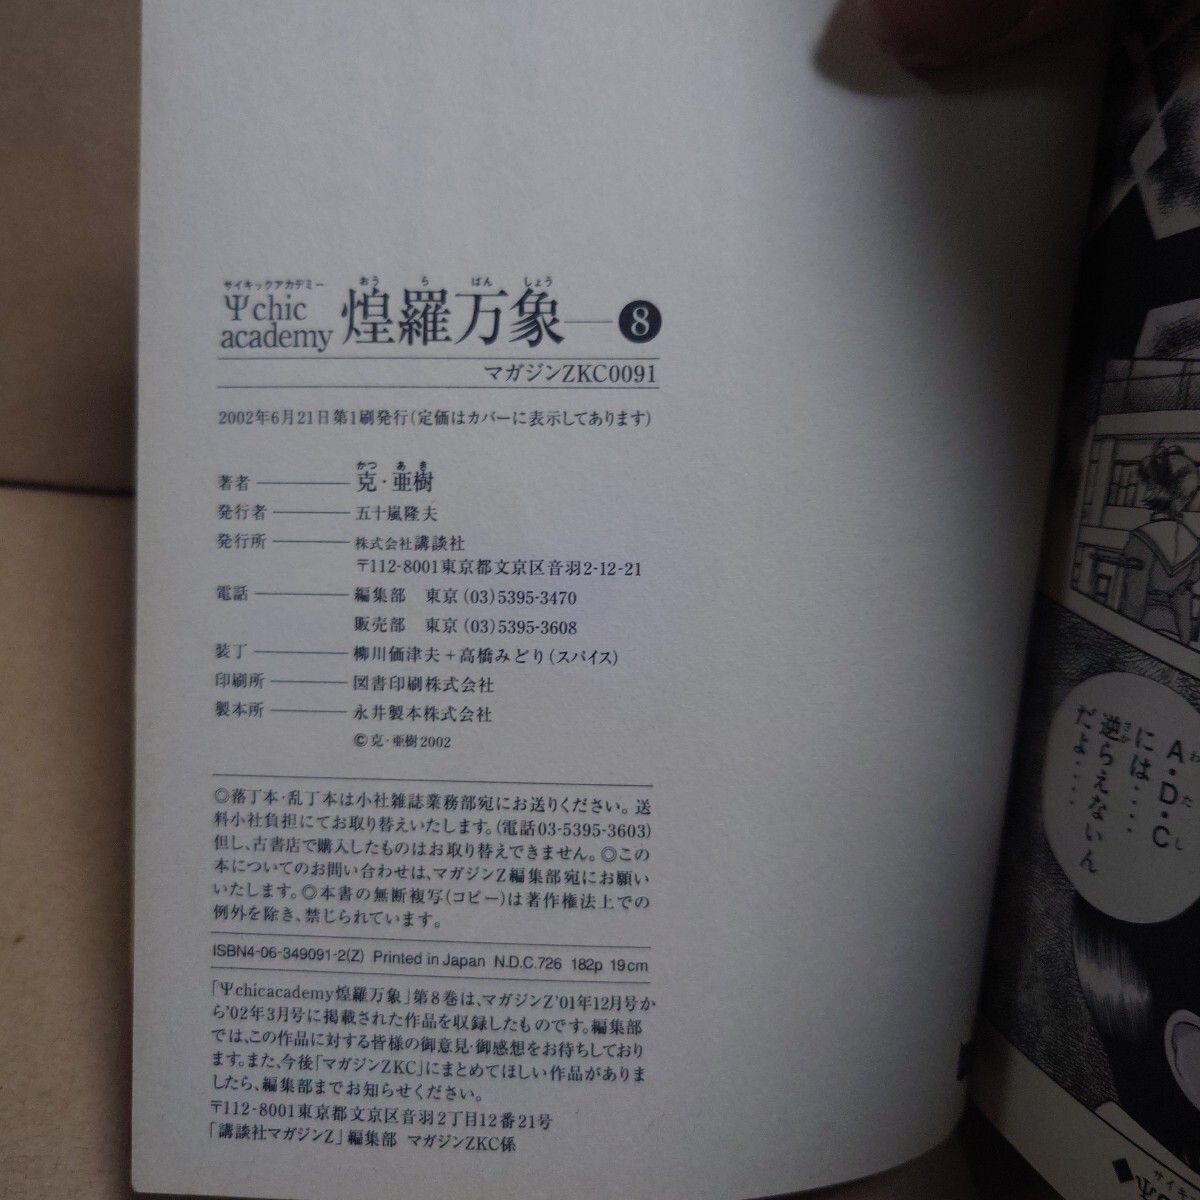 サイキックアカデミー
Ψchic
academy
おう ら ばん しょう
煌羅万象──❽
マガジンZKC0091
2002年6月21日第1刷発行(定価はカバーに表示してあります)
かつ あき
著者────克・亜樹
発行者────五十嵐隆夫
発行所────株式会社講談社
〒112-8001東京都文京区音羽2-12-21
電話────編集部 東京(03)5395-3470
販売部 東京(03)5395-3608
装丁────柳川価津夫+高橋みどり(スパイス)
印刷所────図書印刷株式会社
製本所────永井製本株式会社
©克・亜樹2002
◎落丁本・乱丁本は小社雑誌業務部宛にお送りください。送
料小社負担にてお取り替えいたします。(電話03-5395-3603)
但し、古書店で購入したものはお取り替えできません。◎この
本についてのお問い合わせは、マガジンZ編集部宛にお願い
いたします。◎本書の無断複写(コピー)は著作権法上での
例外を除き、禁じられています。
ISBN4-06-349091-2(Z) Printed in Japan N.D.C.726 182p 19cm
「Ψchicacademy煌羅万象」第8巻は、マガジンZ'01年12月号か
ら'02年3月号に掲載された作品を収録したものです。編集部
では、この作品に対する皆様の御意見・御感想をお待ちしており
ます。また、今後「マガジンZKC」にまとめてほしい作品がありま
したら、編集部までお知らせください。
〒112-8001東京都文京区音羽2丁目12番21号
「講談社マガジンZ」編集部 マガジンZKC係
A・D・C
わたし
には‥‥
逆らえないん
さか
だよ‥‥